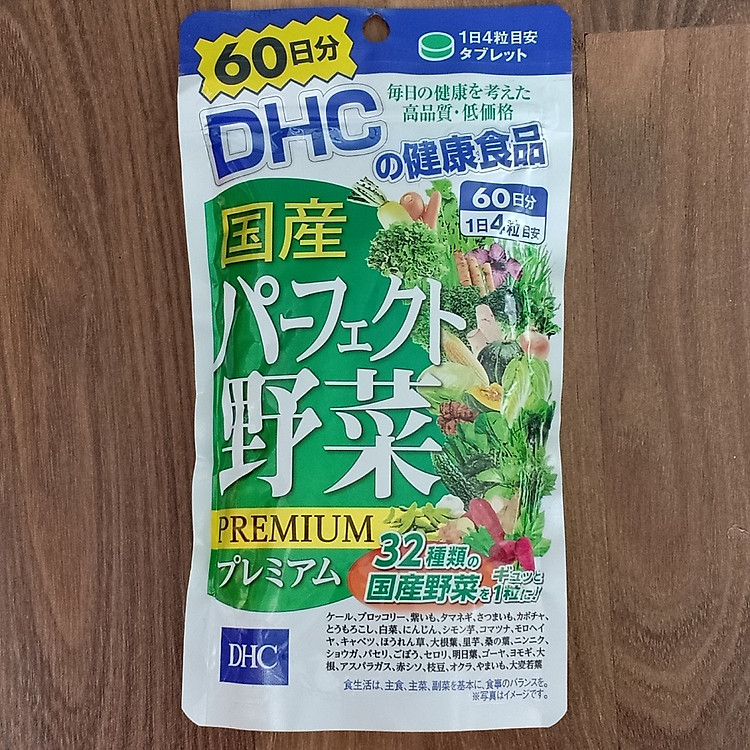 60日分
1日4粒目安
タブレット
毎日の健康を考えた
高品質・低価格
DHCの健康食品
60日分
1日4粒目安
国産
パーフェクト
野菜
PREMIUM
プレミアム
32種類の
国産野菜を
ギュッと
1粒に!
ケール、ブロッコリー、紫いも、タマネギ、さつまいも、カボチャ、
とうもろこし、白菜、にんじん、シモン芋、コマツナ、モロヘイ
ヤ、キャベツ、ほうれん草、大根葉、里芋、桑の葉、ニンニク、
ショウガ、パセリ、ごぼう、セロリ、明日葉、ゴーヤ、ヨモギ、大
根、アスパラガス、赤シソ、枝豆、オクラ、やまいも、大麦若葉
DHC
食生活は、主食、主菜、副菜を基本に、食事のバランスを。
※写真はイメージです。